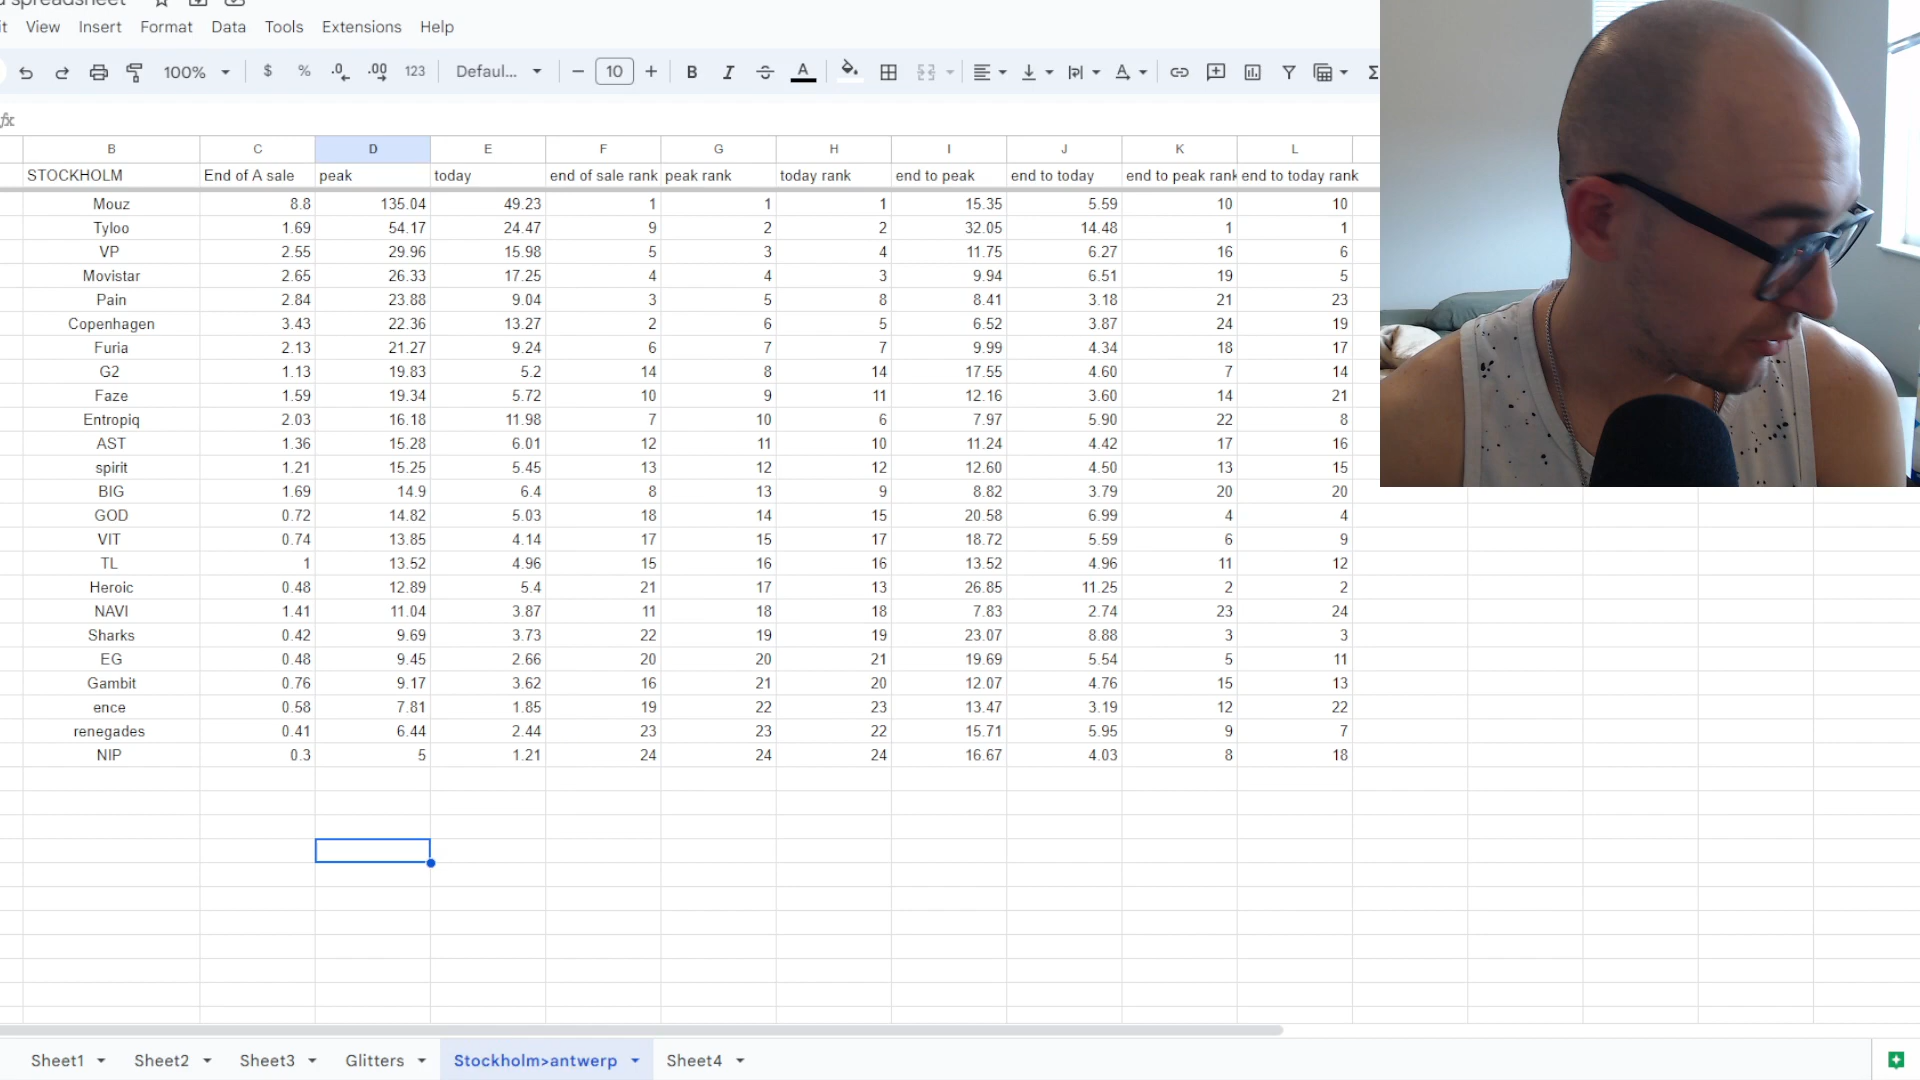 View Insert Format Data Tools Extensions Help
100% $ % .0 .00 123 Defaul... 10 B I A Σ
fx
B C D E F G H I J K L
STOCKHOLM End of A sale peak today end of sale rank peak rank today rank end to peak end to today end to peak rank end to today rank
Mouz 8.8 135.04 49.23 1 1 1 15.35 5.59 10 10
Tyloo 1.69 54.17 24.47 9 2 2 32.05 14.48 1 1
VP 2.55 29.96 15.98 5 3 4 11.75 6.27 16 6
Movistar 2.65 26.33 17.25 4 4 3 9.94 6.51 19 5
Pain 2.84 23.88 9.04 3 5 8 8.41 3.18 21 23
Copenhagen 3.43 22.36 13.27 2 6 5 6.52 3.87 24 19
Furia 2.13 21.27 9.24 6 7 7 9.99 4.34 18 17
G2 1.13 19.83 5.2 14 8 14 17.55 4.60 7 14
Faze 1.59 19.34 5.72 10 9 11 12.16 3.60 14 21
Entropiq 2.03 16.18 11.98 7 10 6 7.97 5.90 22 8
AST 1.36 15.28 6.01 12 11 10 11.24 4.42 17 16
spirit 1.21 15.25 5.45 13 12 12 12.60 4.50 13 15
BIG 1.69 14.9 6.4 8 13 9 8.82 3.79 20 20
GOD 0.72 14.82 5.03 18 14 15 20.58 6.99 4 4
VIT 0.74 13.85 4.14 17 15 17 18.72 5.59 6 9
TL 1 13.52 4.96 15 16 16 13.52 4.96 11 12
Heroic 0.48 12.89 5.4 21 17 13 26.85 11.25 2 2
NAVI 1.41 11.04 3.87 11 18 18 7.83 2.74 23 24
Sharks 0.42 9.69 3.73 22 19 19 23.07 8.88 3 3
EG 0.48 9.45 2.66 20 20 21 19.69 5.54 5 11
Gambit 0.76 9.17 3.62 16 21 20 12.07 4.76 15 13
ence 0.58 7.81 1.85 19 22 23 13.47 3.19 12 22
renegades 0.41 6.44 2.44 23 23 22 15.71 5.95 9 7
NIP 0.3 5 1.21 24 24 24 16.67 4.03 8 18
Sheet1 Sheet2 Sheet3 Glitters Stockholm>antwerp Sheet4